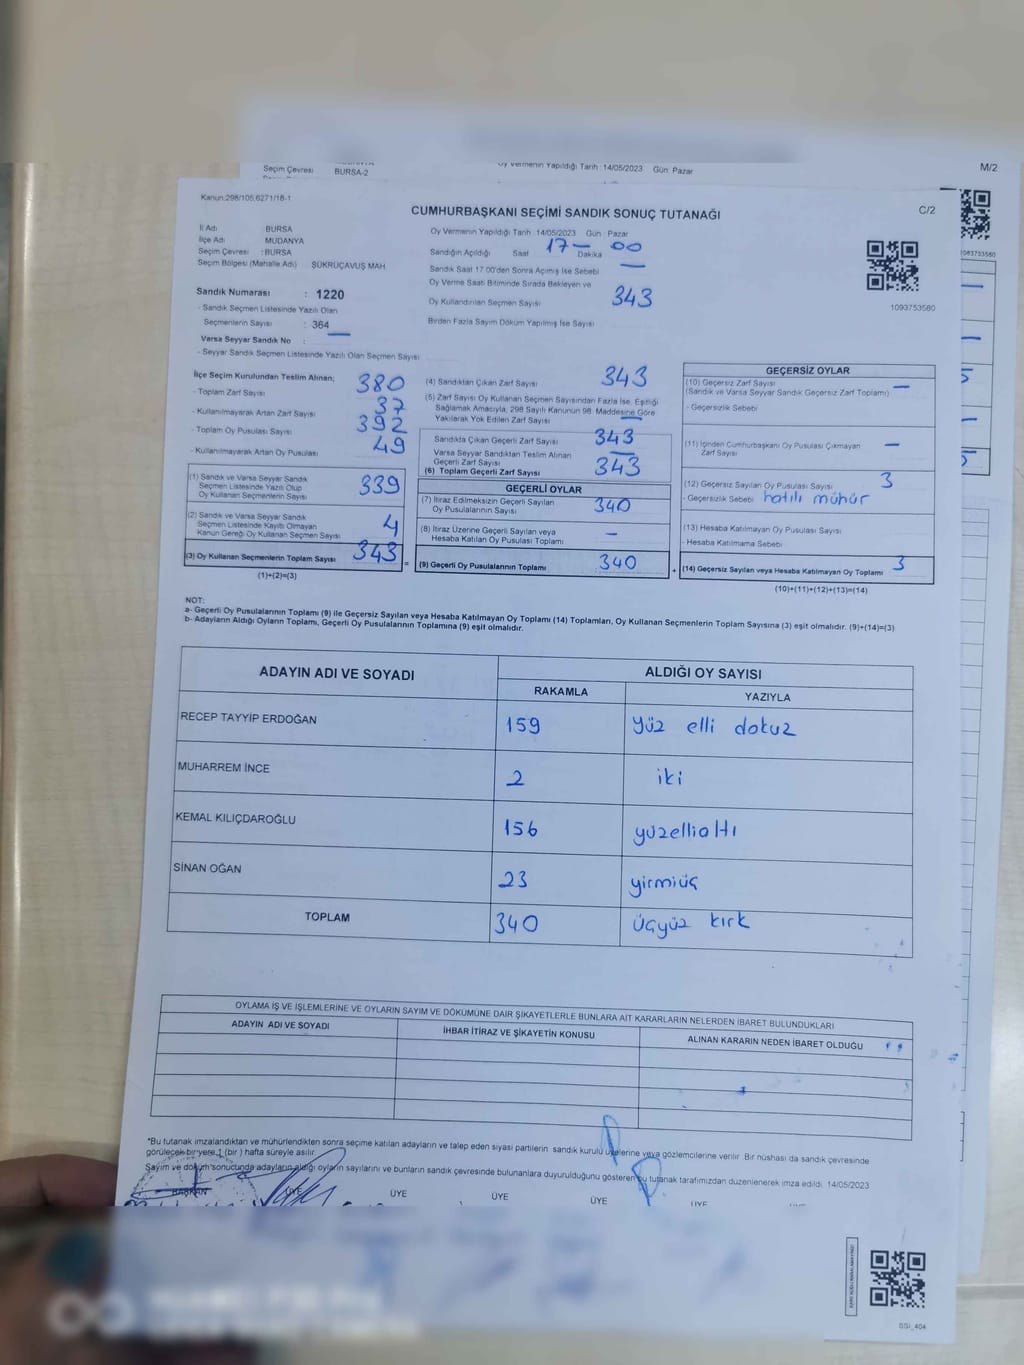 Seçim Çevresi BURSA-2
Oy Vermenin Yapıldığı Tarih :14/05/2023 Gün Pazar
M/2
Kanun:298/105,6271/18-1
CUMHURBAŞKANI SEÇİMİ SANDIK SONUÇ TUTANAĞI
C/2
İl Adı BURSA
İlçe Adı MUDANYA
Seçim Çevresi : BURSA
Seçim Bölgesi (Mahalle Adı) ŞÜKRÜÇAVUŞ MAH.
Sandık Numarası : 1220
- Sandık Seçmen Listesinde Yazılı Olan
Seçmenlerin Sayısı : 364
Varsa Seyyar Sandık No :
- Seyyar Sandık Seçmen Listesinde Yazılı Olan Seçmen Sayısı
Oy Vermenin Yapıldığı Tarih :14/05/2023 Gün : Pazar
Sandığın Açıldığı Saat 17 Dakika 00
Sandık Saat 17.00'den Sonra Açılmış İse Sebebi —
Oy Verme Saati Bitiminde Sırada Bekleyen ve
Oy Kullandırılan Seçmen Sayısı 343
Birden Fazla Sayım Döküm Yapılmış İse Sayısı
1093753560
İlçe Seçim Kurulundan Teslim Alınan;
- Toplam Zarf Sayısı 380
- Kullanılmayarak Artan Zarf Sayısı 37
- Toplam Oy Pusulası Sayısı 392
- Kullanılmayarak Artan Oy Pusulası 49
(1) Sandık ve Varsa Seyyar Sandık
Seçmen Listesinde Yazılı Olup
Oy Kullanan Seçmenlerin Sayısı 339
(2) Sandık ve Varsa Seyyar Sandık
Seçmen Listesinde Kayıtlı Olmayan
Kanun Gereği Oy Kullanan Seçmen Sayısı 4
(3) Oy Kullanan Seçmenlerin Toplam Sayısı 343 =
(1)+(2)=(3)
(4) Sandıktan Çıkan Zarf Sayısı 343
(5) Zarf Sayısı Oy Kullanan Seçmen Sayısından Fazla İse, Eşitliği
Sağlamak Amacıyla, 298 Sayılı Kanunun 98. Maddesine Göre
Yakılarak Yok Edilen Zarf Sayısı —
Sandıkta Çıkan Geçerli Zarf Sayısı 343
Varsa Seyyar Sandıktan Teslim Alınan
Geçerli Zarf Sayısı —
(6) Toplam Geçerli Zarf Sayısı 343
GEÇERLİ OYLAR
(7) İtiraz Edilmeksizin Geçerli Sayılan
Oy Pusulalarının Sayısı 340
(8) İtiraz Üzerine Geçerli Sayılan veya
Hesaba Katılan Oy Pusulası Toplamı —
(9) Geçerli Oy Pusulalarının Toplamı 340 +
GEÇERSİZ OYLAR
(10) Geçersiz Zarf Sayısı —
(Sandık ve Varsa Seyyar Sandık Geçersiz Zarf Toplamı)
- Geçersizlik Sebebi
(11) İçinden Cumhurbaşkanı Oy Pusulası Çıkmayan
Zarf Sayısı —
(12) Geçersiz Sayılan Oy Pusulası Sayısı 3
- Geçersizlik Sebebi hatılı mühür
(13) Hesaba Katılmayan Oy Pusulası Sayısı
- Hesaba Katılmama Sebebi
(14) Geçersiz Sayılan veya Hesaba Katılmayan Oy Toplamı 3
(10)+(11)+(12)+(13)=(14)
NOT:
a- Geçerli Oy Pusulalarının Toplamı (9) ile Geçersiz Sayılan veya Hesaba Katılmayan Oy Toplamı (14) Toplamları, Oy Kullanan Seçmenlerin Toplam Sayısına (3) eşit olmalıdır. (9)+(14)=(3)
b- Adayların Aldığı Oyların Toplamı, Geçerli Oy Pusulalarının Toplamına (9) eşit olmalıdır.
ADAYIN ADI VE SOYADI ALDIĞI OY SAYISI
RAKAMLA YAZIYLA
RECEP TAYYİP ERDOĞAN 159 yüz elli dokuz
MUHARREM İNCE 2 iki
KEMAL KILIÇDAROĞLU 156 yüzellialtı
SİNAN OĞAN 23 yirmiüç
TOPLAM 340 üçyüz kırk
OYLAMA İŞ VE İŞLEMLERİNE VE OYLARIN SAYIM VE DÖKÜMÜNE DAİR ŞİKAYETLERLE BUNLARA AİT KARARLARIN NELERDEN İBARET BULUNDUKLARI
ADAYIN ADI VE SOYADI İHBAR İTİRAZ VE ŞİKAYETİN KONUSU ALINAN KARARIN NEDEN İBARET OLDUĞU
*Bu tutanak imzalandıktan ve mühürlendikten sonra seçime katılan adayların ve talep eden siyasi partilerin sandık kurulu üyelerine veya gözlemcilerine verilir. Bir nüshası da sandık çevresinde
görülecek bir yere 1 (bir ) hafta süreyle asılır.
Sayım ve döküm sonucunda adayların aldığı oyların sayılarını ve bunların sandık çevresinde bulunanlara duyurulduğunu gösteren bu tutanak tarafımızdan düzenlenerek imza edildi. 14/05/2023
BAŞKAN ÜYE ÜYE ÜYE ÜYE ÜYE
SSİ_404